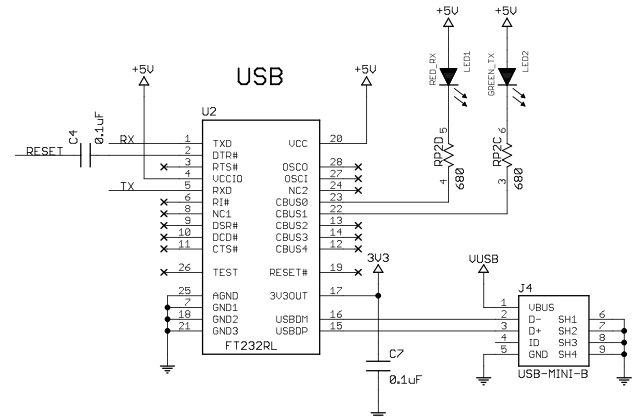 +5V +5V
RED_RX LED1 GREEN_TX LED2
+5V USB +5V
U2
C4 0.1uF
RESET
RX 1 TXD VCC 20
2 DTR#
3 RTS# OSCO 28
4 VCCIO OSCI 27
TX 5 RXD NC2 24
6 RI# CBUS0 23
8 NC1 CBUS1 22
9 DSR# CBUS2 13
10 DCD# CBUS3 14
11 CTS# CBUS4 12
26 TEST RESET# 19
25 AGND 3V3OUT 17
7 GND1
18 GND2 USBDM 16
21 GND3 USBDP 15
FT232RL
5 RP2D 4 680
6 RP2C 3 680
3V3
C7
0.1uF
VUSB
J4
1 VBUS
2 D- SH1 6
3 D+ SH2 7
4 ID SH3 8
5 GND SH4 9
USB-MINI-B